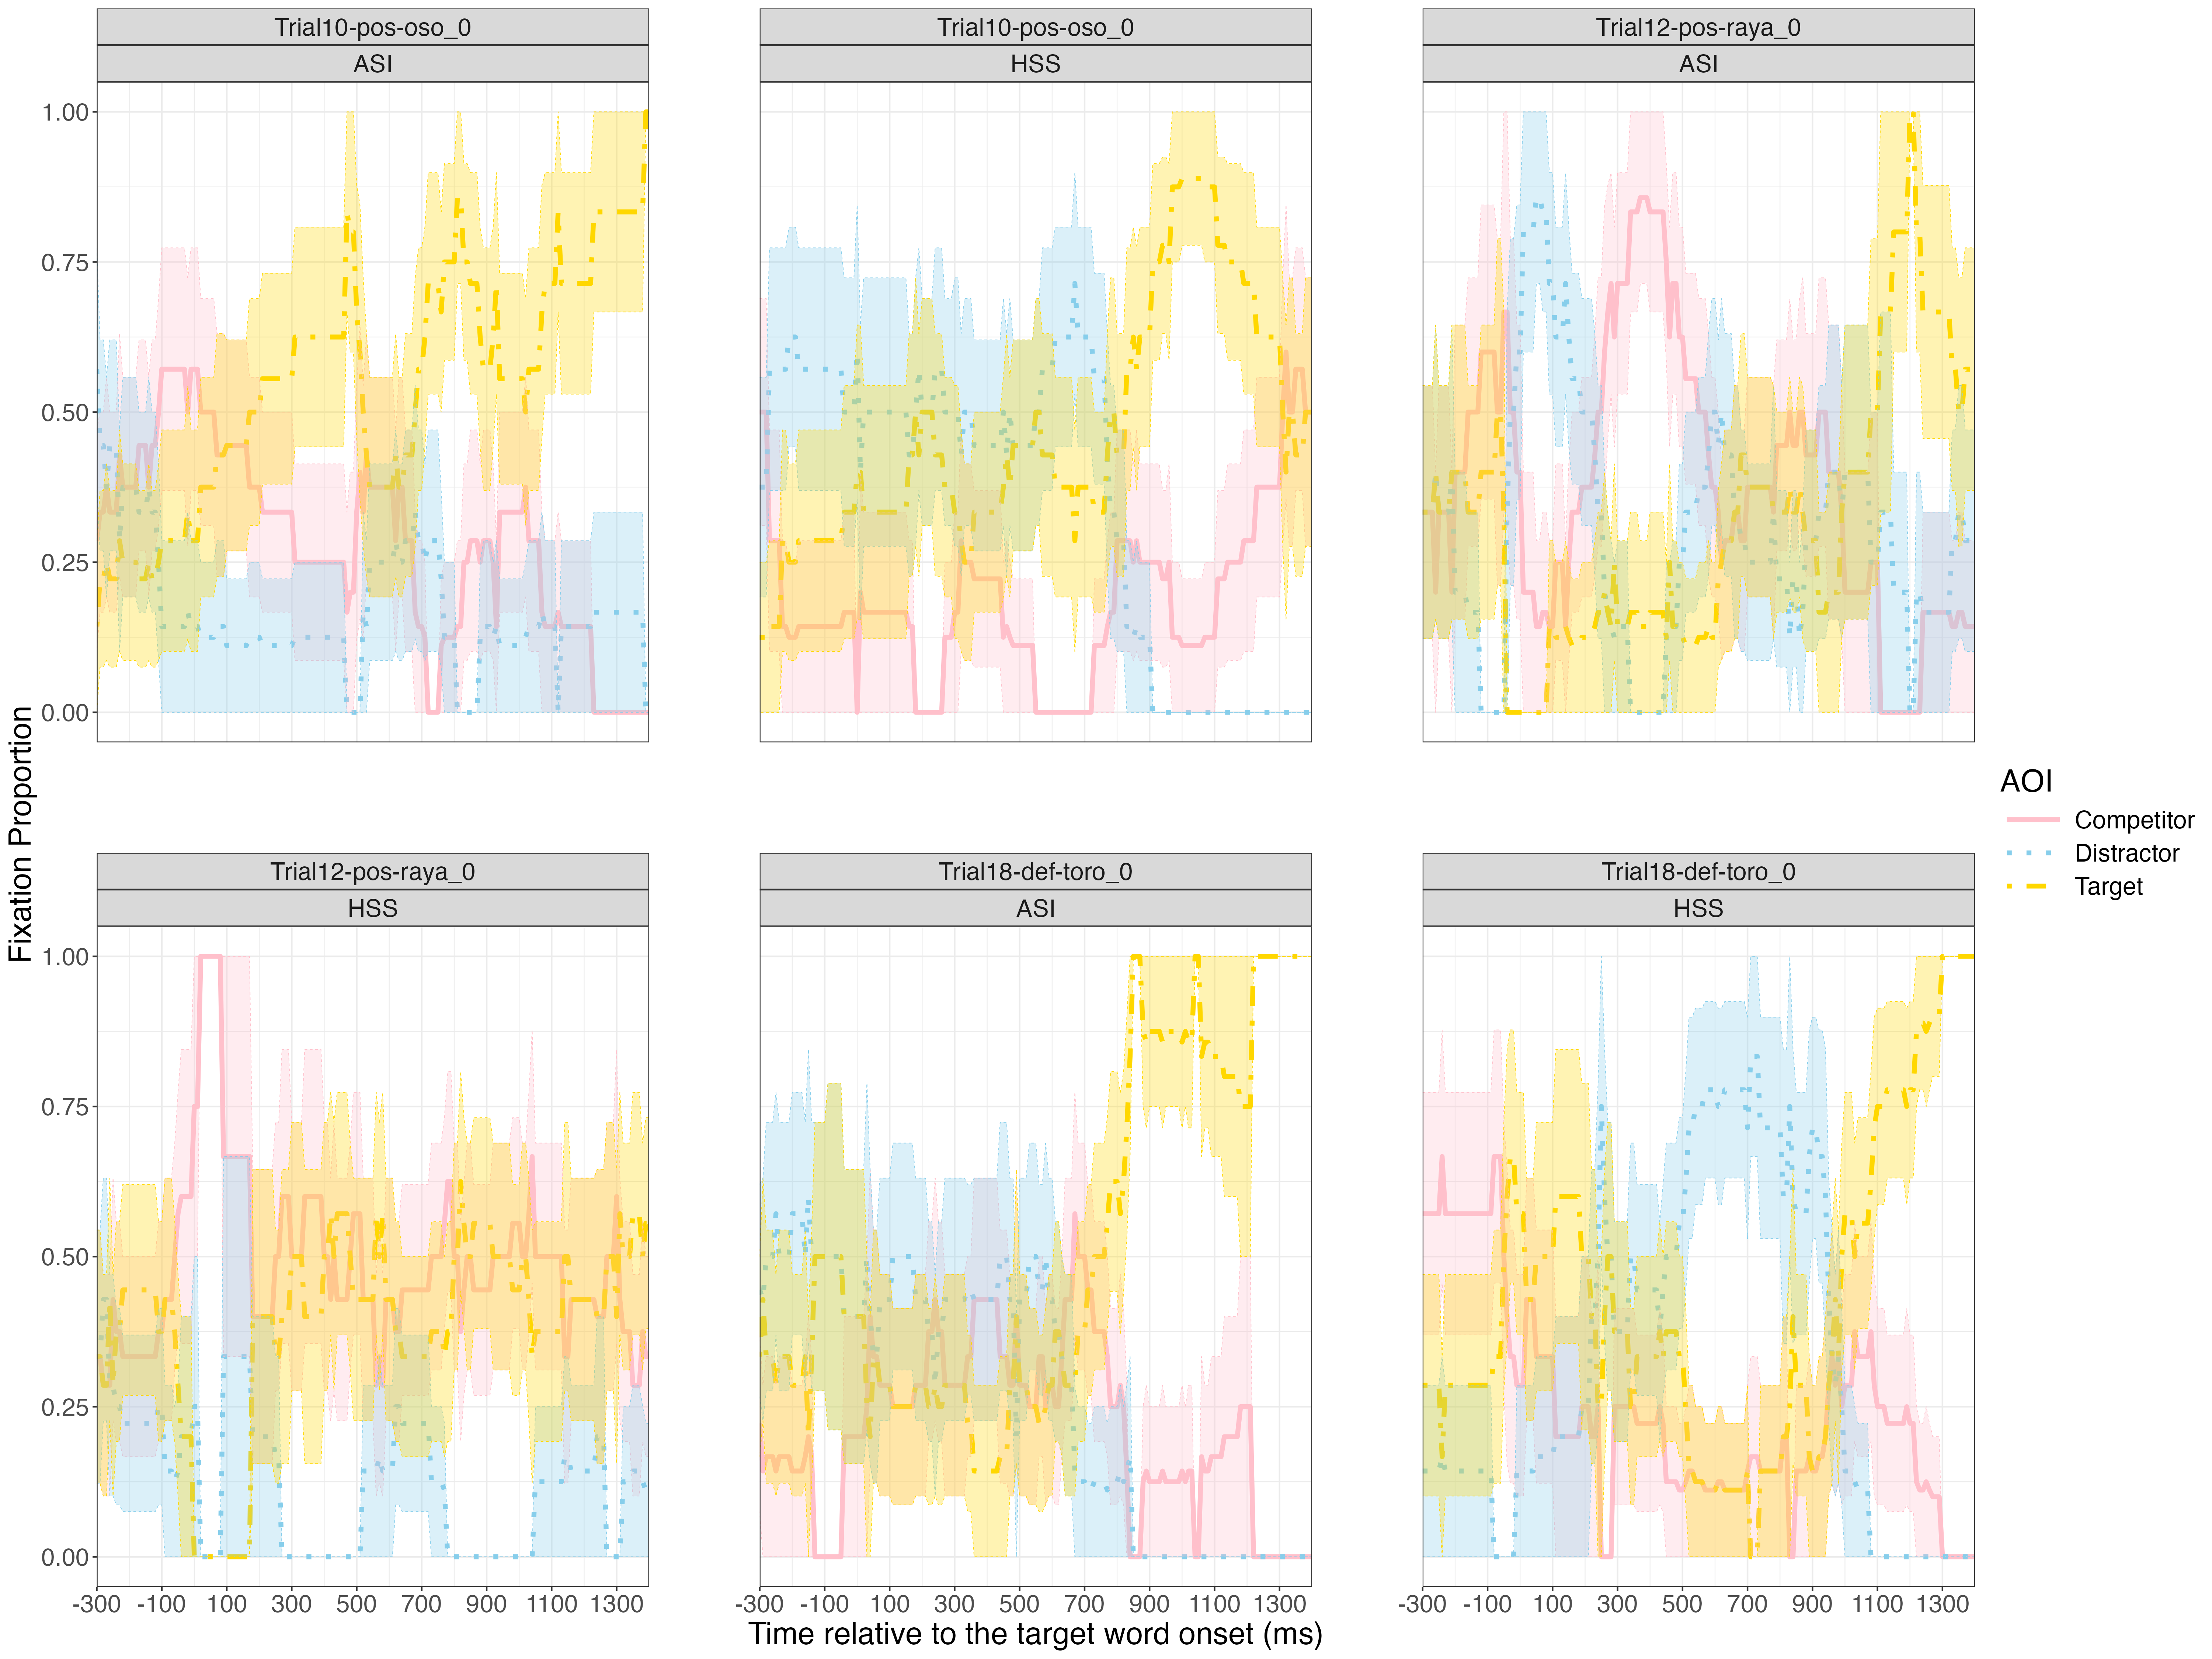 Trial10-pos-oso_0
ASI
Trial10-pos-oso_0
HSS
Trial12-pos-raya_0
ASI
1.00
0.75
0.50
0.25
0.00
Fixation Proportion
AOI
Competitor
Distractor
Target
Trial12-pos-raya_0
HSS
Trial18-def-toro_0
ASI
Trial18-def-toro_0
HSS
1.00
0.75
0.50
0.25
0.00
-300 -100 100 300 500 700 900 1100 1300
-300 -100 100 300 500 700 900 1100 1300
-300 -100 100 300 500 700 900 1100 1300
Time relative to the target word onset (ms)